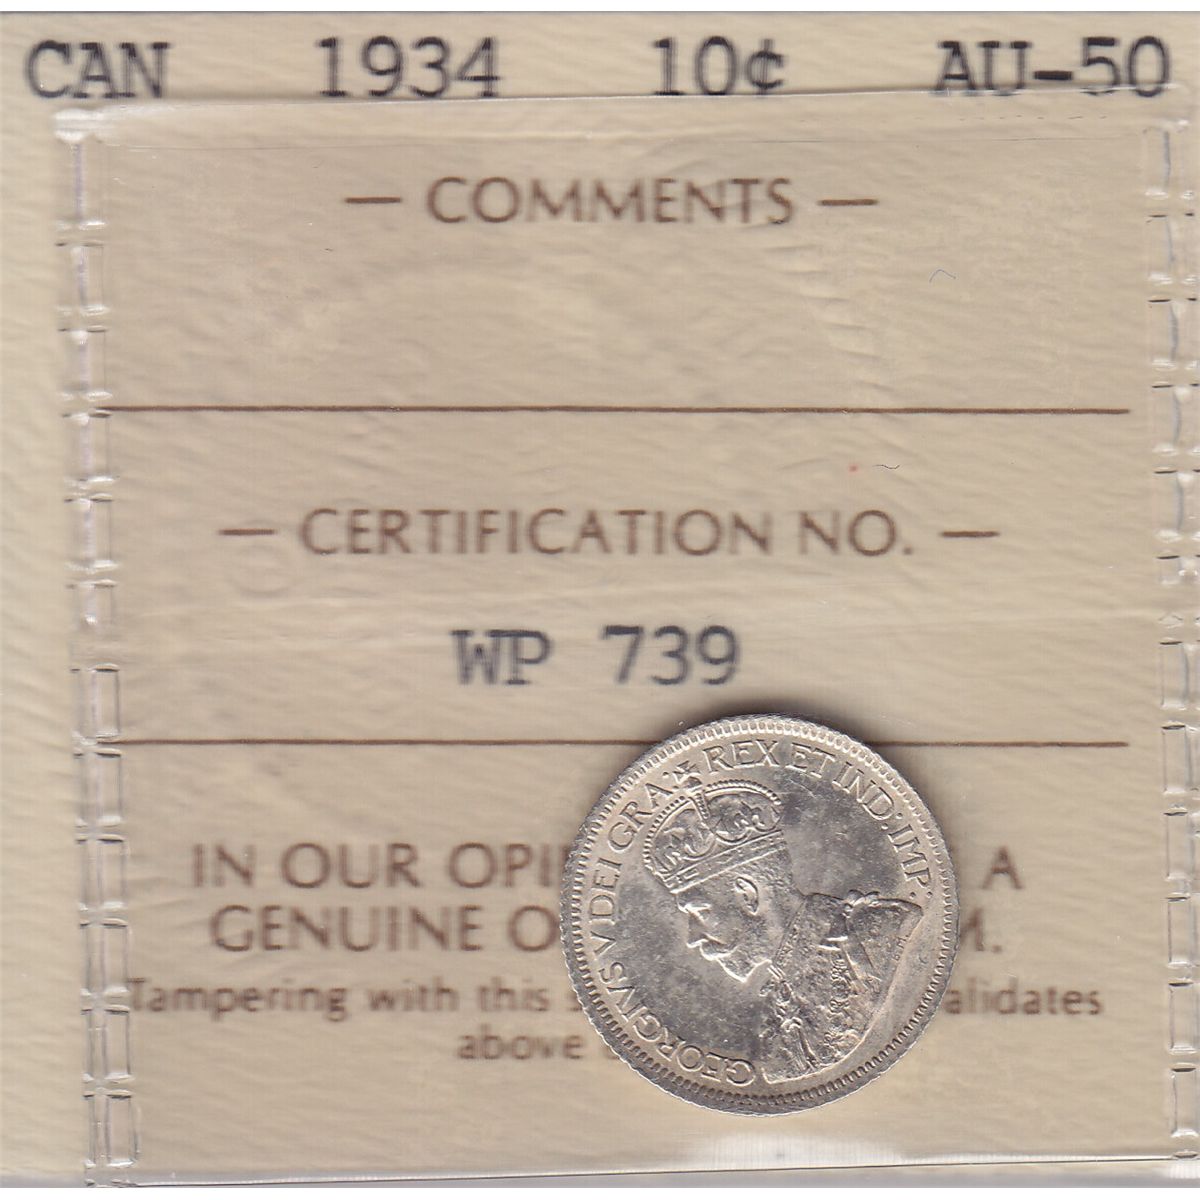 CAN 1934 10¢ AU-50
— COMMENTS —
— CERTIFICATION NO. —
WP 739
IN OUR OPI A
GENUINE O M.
Tampering with this s alidates
above
GEORGIVS V DEI GRA: REX ET IND: IMP: